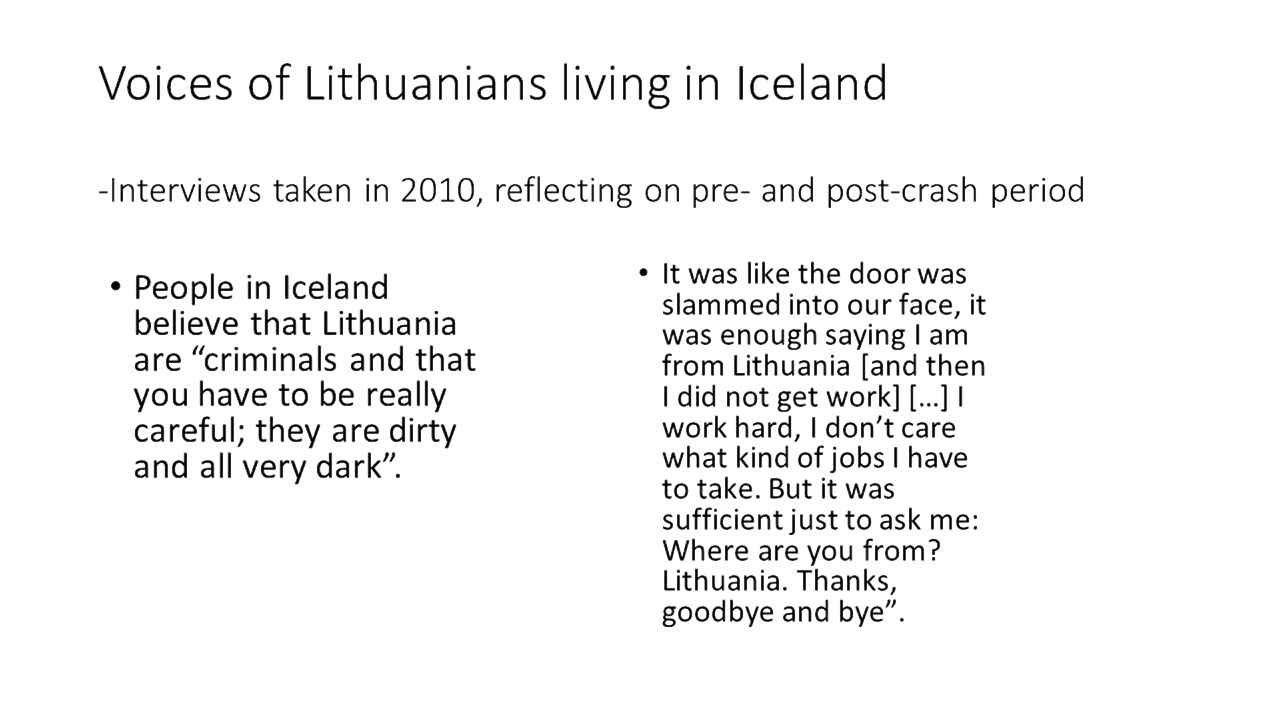 Voices of Lithuanians living in Iceland
-Interviews taken in 2010, reflecting on pre- and post-crash period
• People in Iceland
believe that Lithuania
are “criminals and that
you have to be really
careful; they are dirty
and all very dark”.
• It was like the door was
slammed into our face, it
was enough saying I am
from Lithuania [and then
I did not get work] […] I
work hard, I don’t care
what kind of jobs I have
to take. But it was
sufficient just to ask me:
Where are you from?
Lithuania. Thanks,
goodbye and bye”.